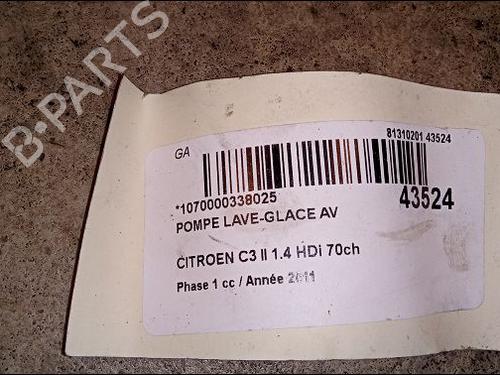 B-PARTS
GA
81310201 43524
*1070000338025
43524
POMPE LAVE-GLACE AV
CITROEN C3 II 1.4 HDi 70ch
Phase 1 cc / Année 2011